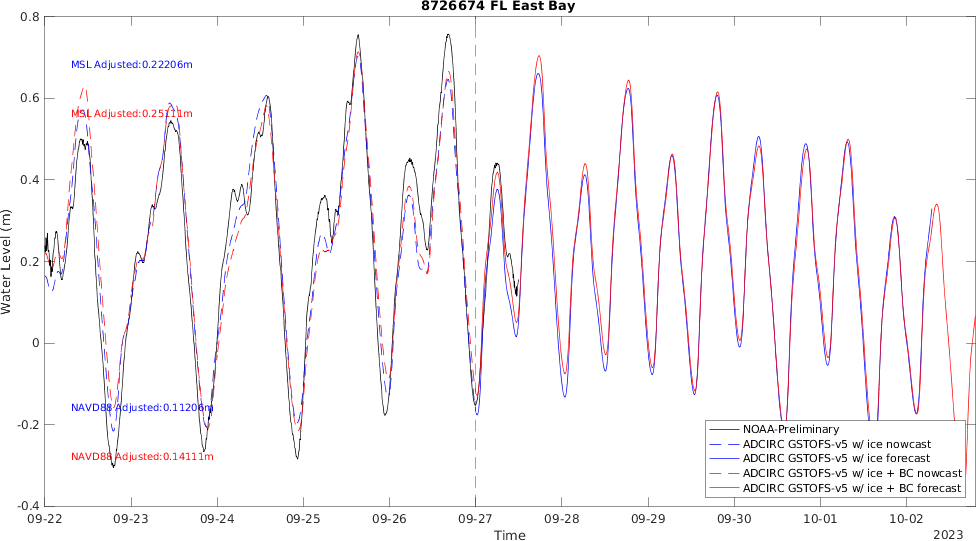 8726674 FL East Bay
0.8
0.6
0.4
0.2
0
-0.2
-0.4
Water Level (m)
MSL Adjusted:0.22206m
MSL Adjusted:0.25111m
NAVD88 Adjusted:0.11206m
NAVD88 Adjusted:0.14111m
NOAA-Preliminary
ADCIRC GSTOFS-v5 w/ ice nowcast
ADCIRC GSTOFS-v5 w/ ice forecast
ADCIRC GSTOFS-v5 w/ ice + BC nowcast
ADCIRC GSTOFS-v5 w/ ice + BC forecast
09-22 09-23 09-24 09-25 09-26 09-27 09-28 09-29 09-30 10-01 10-02
Time
2023